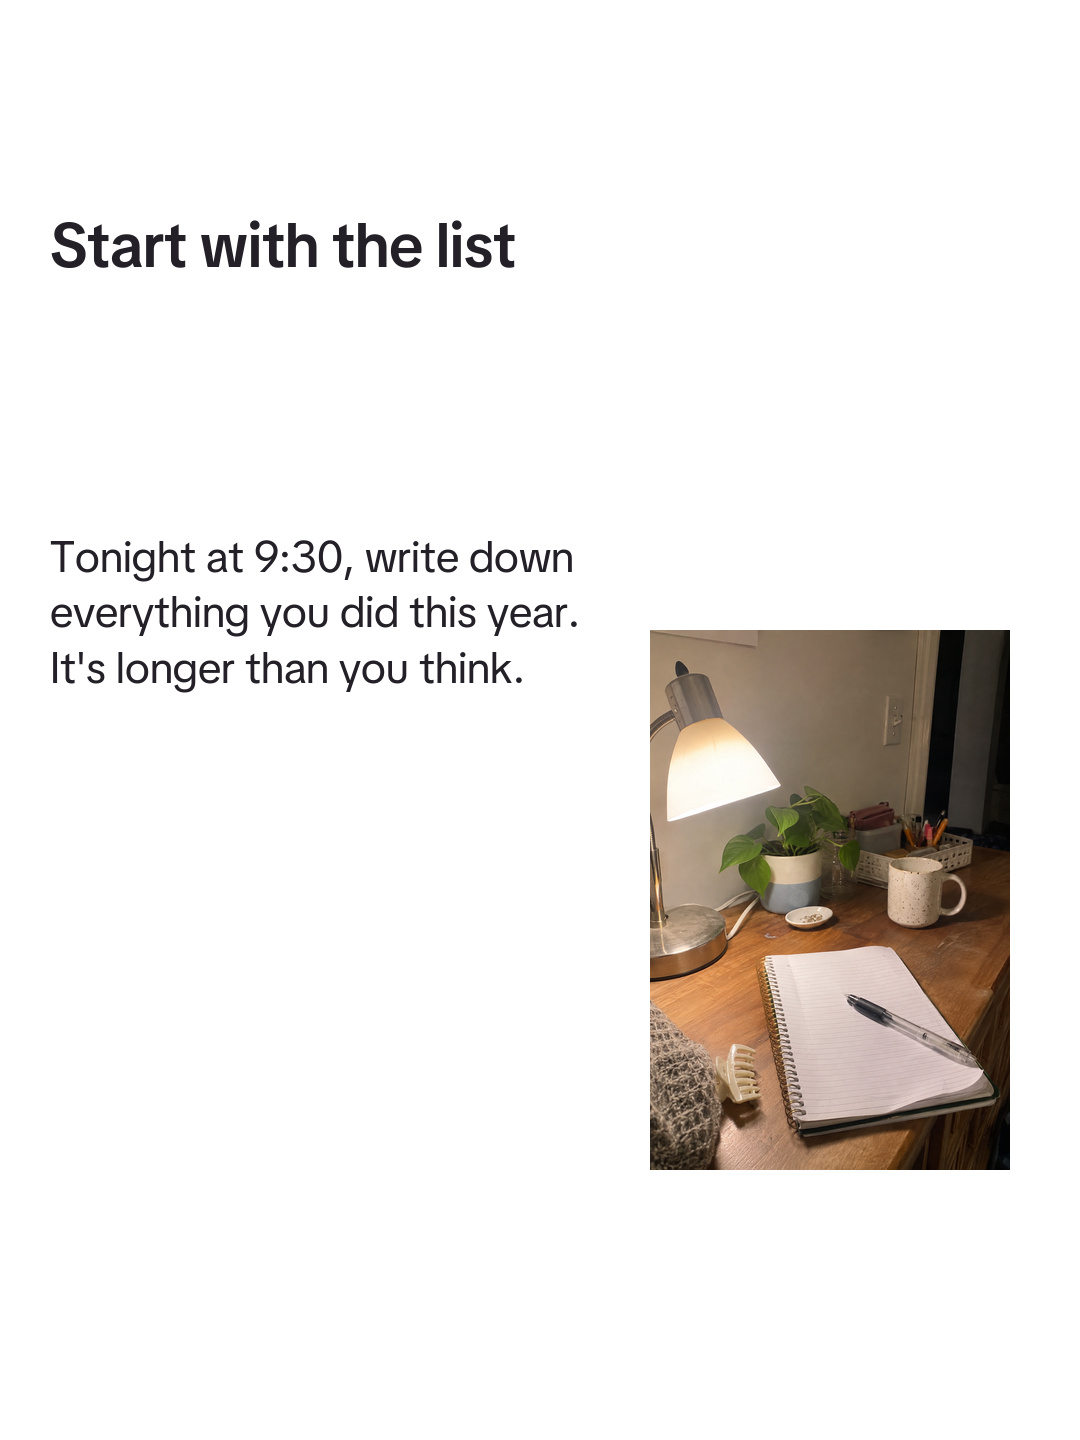 Start with the list
Tonight at 9:30, write down
everything you did this year.
It's longer than you think.